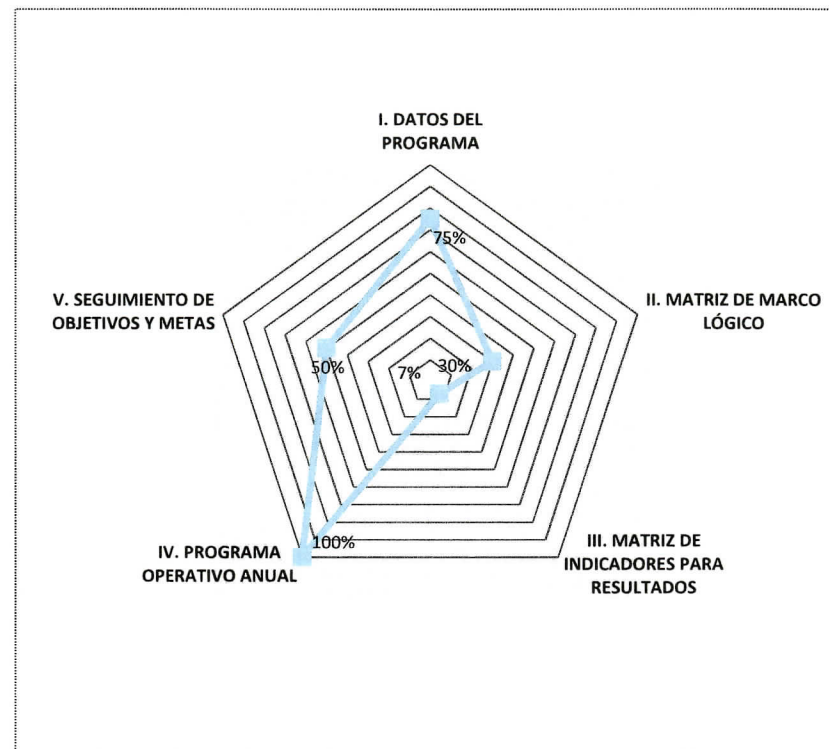 I. DATOS DEL
PROGRAMA
75%
II. MATRIZ DE MARCO
LÓGICO
V. SEGUIMIENTO DE
OBJETIVOS Y METAS
50%
7%
30%
100%
IV. PROGRAMA
OPERATIVO ANUAL
III. MATRIZ DE
INDICADORES PARA
RESULTADOS